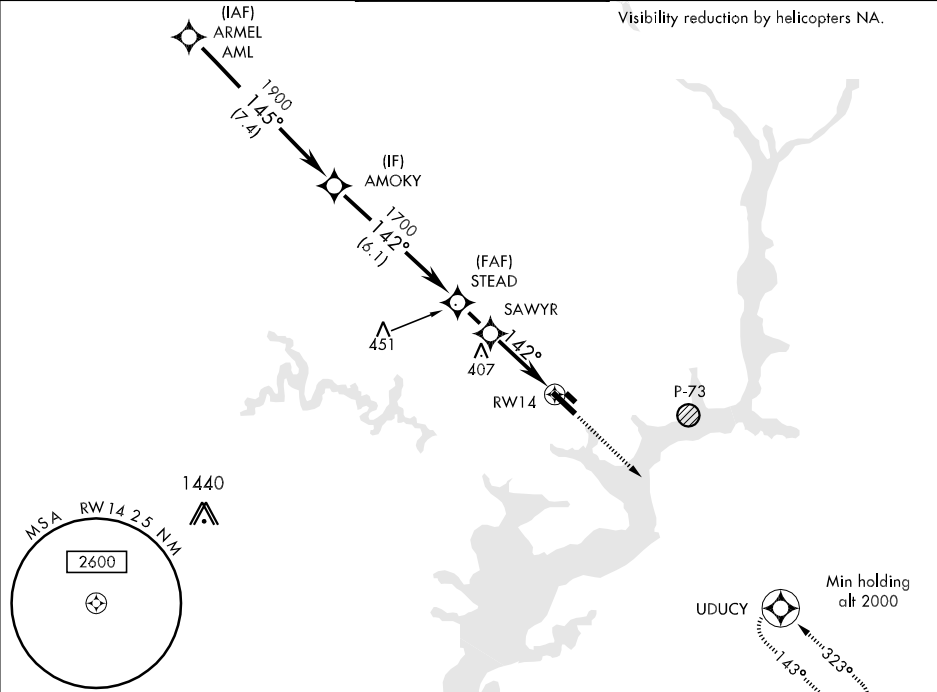 Visibility reduction by helicopters NA.
(IAF)
ARMEL
AML
1900
145°
(7.4)
(IF)
AMOKY
1700
142°
(6.1)
(FAF)
STEAD
SAWYR
142°
451
407
RW14
P-73
1440
MSA RW14 25 NM
2600
Min holding
alt 2000
UDUCY
143°
323°